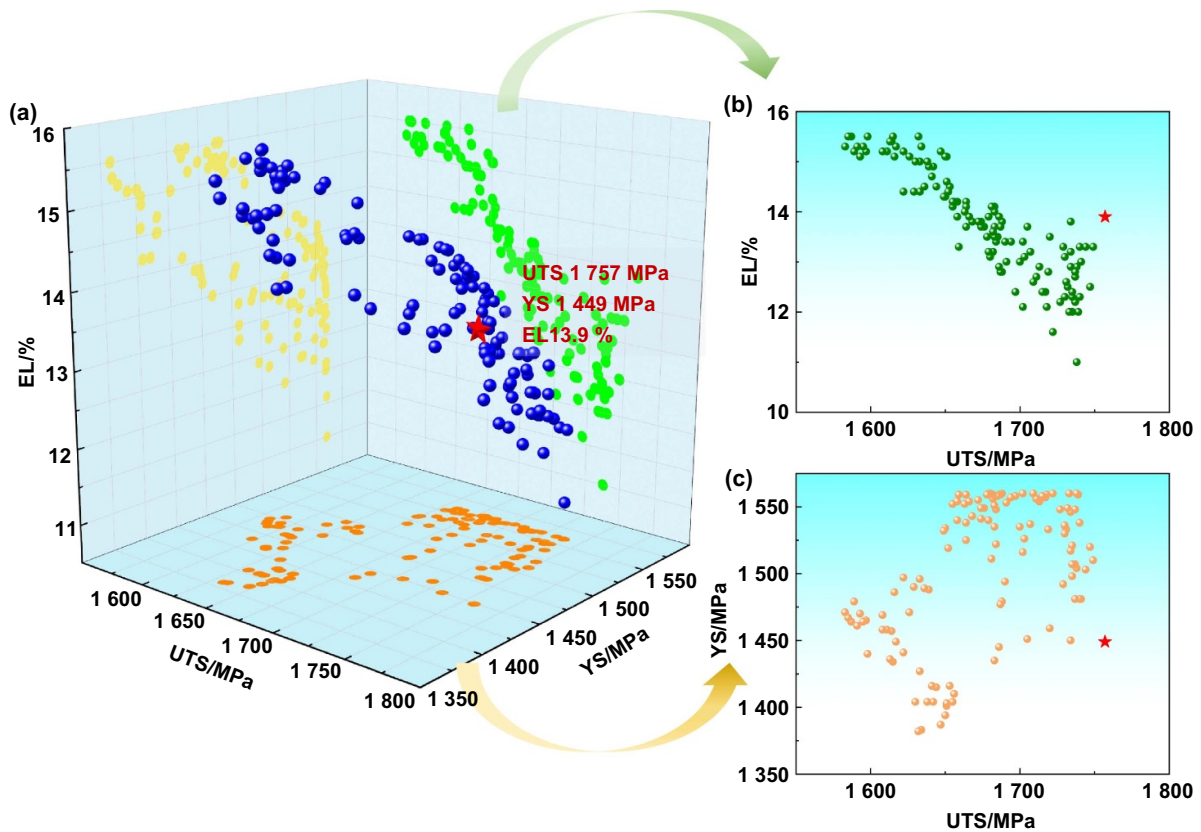 (a)
EL/%
16
15
14
13
12
11
1 600
1 650
1 700
1 750
1 800
UTS/MPa
1 350
1 400
1 450
1 500
1 550
YS/MPa
UTS 1 757 MPa
YS 1 449 MPa
EL13.9 %
(b)
EL/%
16
14
12
10
1 600
1 700
1 800
UTS/MPa
(c)
YS/MPa
1 550
1 500
1 450
1 400
1 350
1 600
1 700
1 800
UTS/MPa